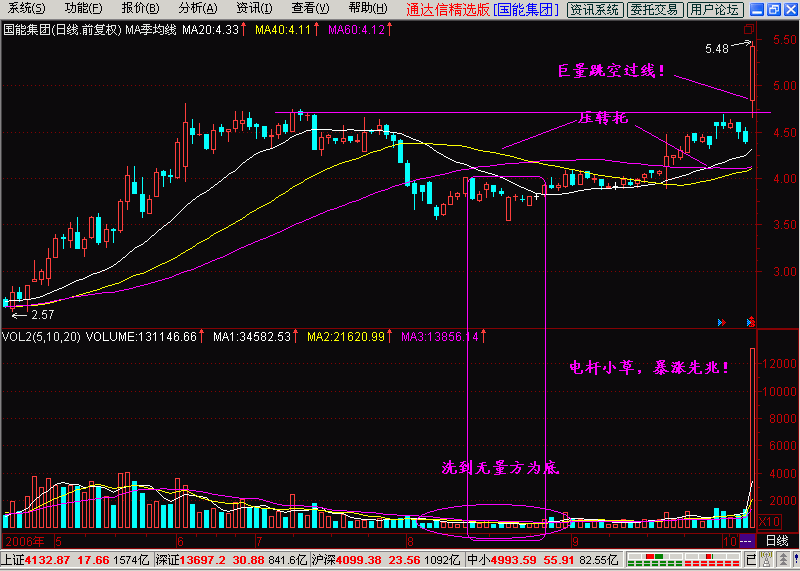 系统(S) 功能(F) 报价(B) 分析(A) 资讯(I) 查看(V) 帮助(H) 通达信精选版 [国能集团] 资讯系统 委托交易 用户论坛
国能集团(日线.前复权) MA季均线 MA20:4.33↑ MA40:4.11↑ MA60:4.12↑
5.48
5.50
巨量跳空过线!
5.00
压转托
4.50
4.00
3.50
3.00
2.57
VOL2(5,10,20) VOLUME:131146.66↑ MA1:34582.53↑ MA2:21620.99↑ MA3:13856.14↑
电杆小草，暴涨先兆!
12000
10000
8000
6000
洗到无量方为底
4000
2000
X10
2006年 5 6 7 8 9 10 日线
上证4132.87 17.66 1574亿 深证13697.2 30.88 841.6亿 沪深4099.38 23.56 1092亿 中小4993.59 55.91 82.55亿